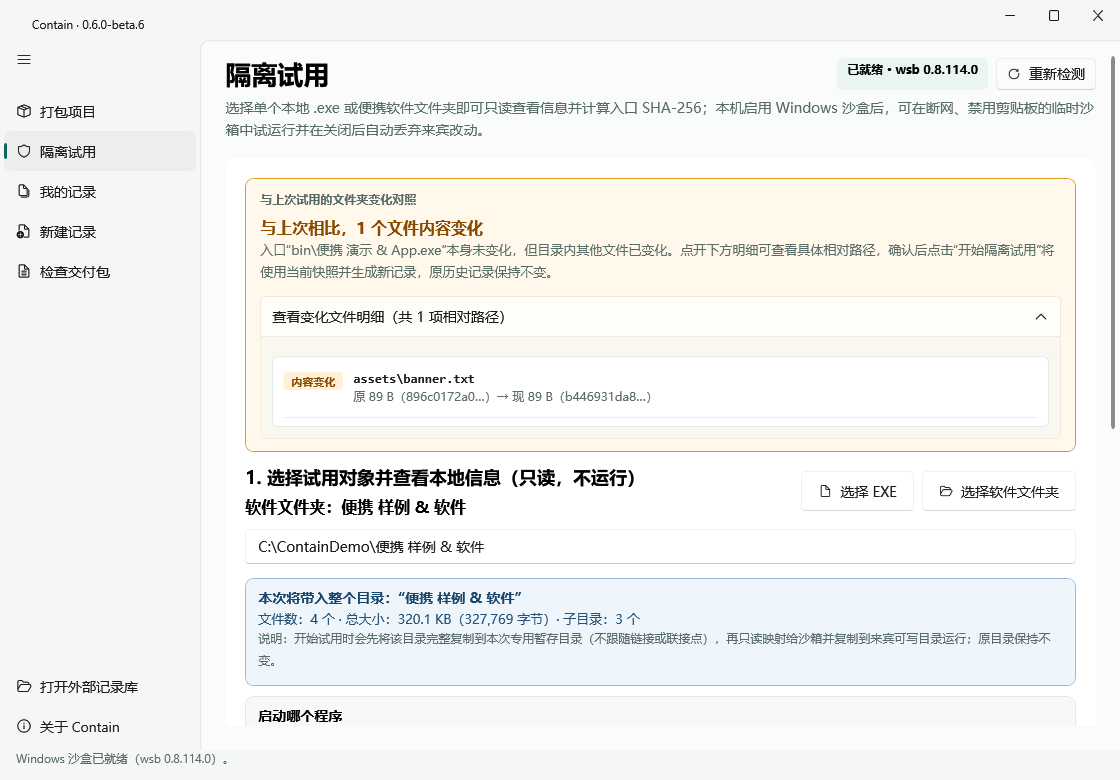 Contain · 0.6.0-beta.6
打包项目
隔离试用
我的记录
新建记录
检查交付包
打开外部记录库
关于 Contain
Windows 沙盒已就绪（wsb 0.8.114.0）。
隔离试用
已就绪 · wsb 0.8.114.0
重新检测
选择单个本地 .exe 或便携软件文件夹即可只读查看信息并计算入口 SHA-256；本机启用 Windows 沙盒后，可在断网、禁用剪贴板的临时沙
箱中试运行并在关闭后自动丢弃来宾改动。
与上次试用的文件夹变化对照
与上次相比，1 个文件内容变化
入口“bin\便携 演示 & App.exe”本身未变化，但目录内其他文件已变化。点开下方明细可查看具体相对路径，确认后点击“开始隔离试用”将
使用当前快照并生成新记录，原历史记录保持不变。
查看变化文件明细（共 1 项相对路径）
内容变化
assets\banner.txt
原 89 B（896c0172a0…）→ 现 89 B（b446931da8…）
1. 选择试用对象并查看本地信息（只读，不运行）
软件文件夹：便携 样例 & 软件
选择 EXE
选择软件文件夹
C:\ContainDemo\便携 样例 & 软件
本次将带入整个目录：“便携 样例 & 软件”
文件数：4 个 · 总大小：320.1 KB（327,769 字节）· 子目录：3 个
说明：开始试用时会先将该目录完整复制到本次专用暂存目录（不跟随链接或联接点），再只读映射给沙箱并复制到来宾可写目录运行；原目录保持不
变。
启动哪个程序